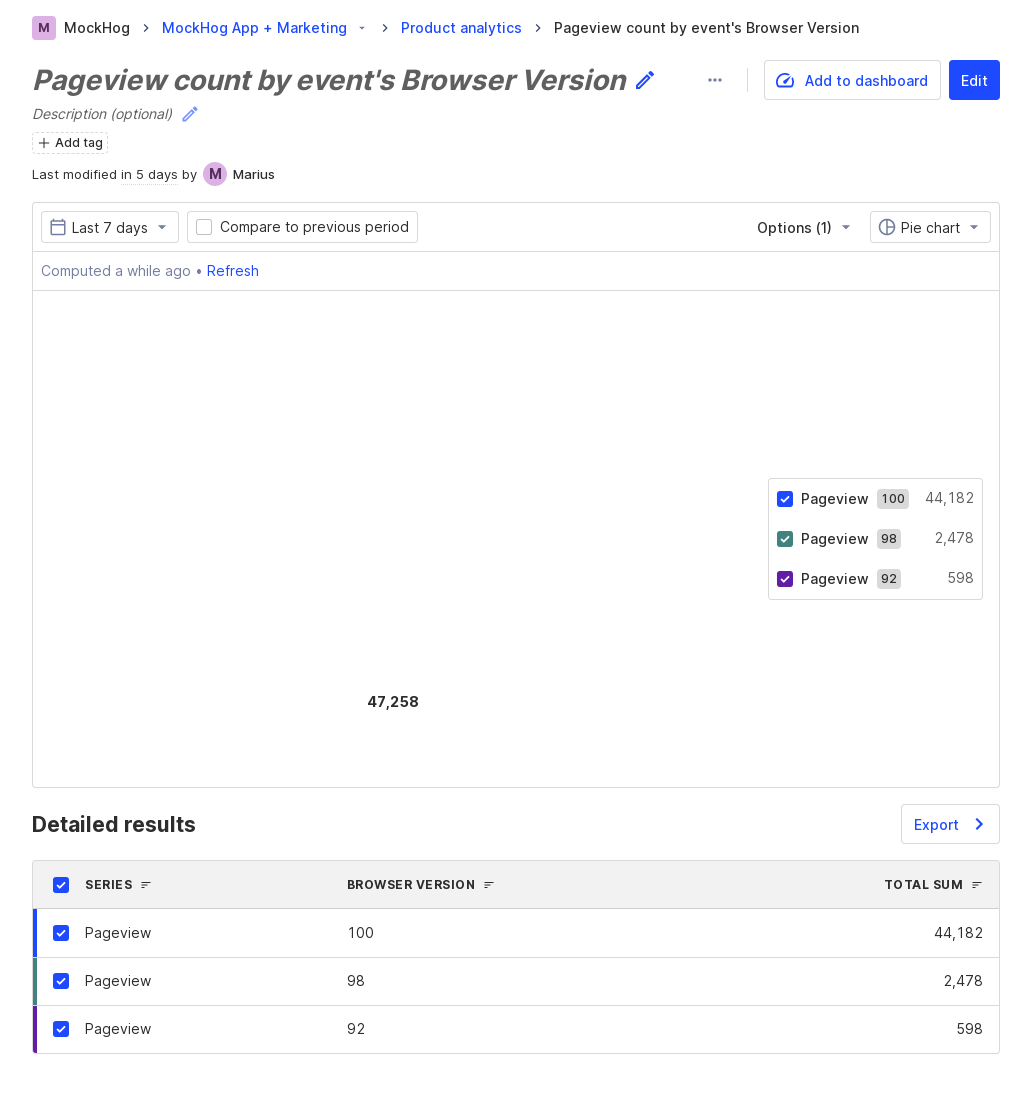 M MockHog > MockHog App + Marketing > Product analytics > Pageview count by event's Browser Version
Pageview count by event's Browser Version
Add to dashboard
Edit
Description (optional)
Add tag
Last modified in 5 days by M Marius
Last 7 days
Compare to previous period
Options (1)
Pie chart
Computed a while ago • Refresh
Pageview 100 44,182
Pageview 98 2,478
Pageview 92 598
47,258
Detailed results
Export
SERIES BROWSER VERSION TOTAL SUM
Pageview 100 44,182
Pageview 98 2,478
Pageview 92 598